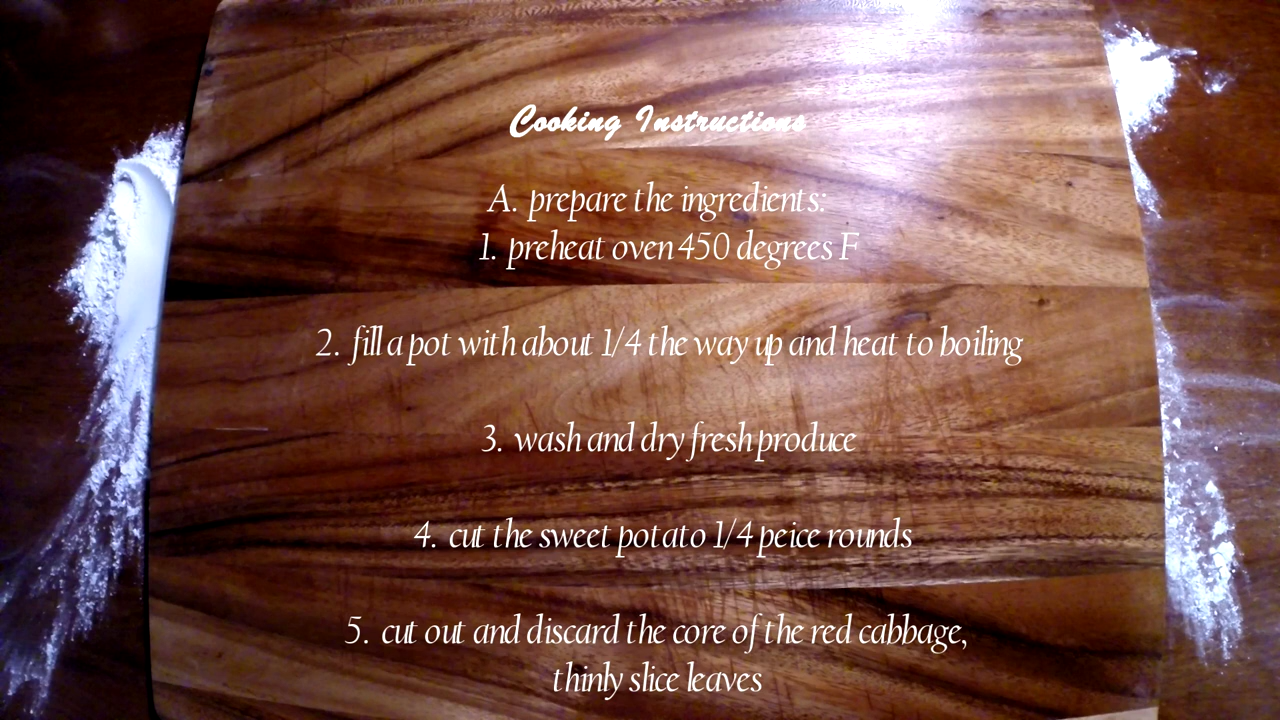 Cooking Instructions
A. prepare the ingredients:
1. preheat oven 450 degrees F
2. fill a pot with about 1/4 the way up and heat to boiling
3. wash and dry fresh produce
4. cut the sweet potato 1/4 peice rounds
5. cut out and discard the core of the red cabbage,
thinly slice leaves